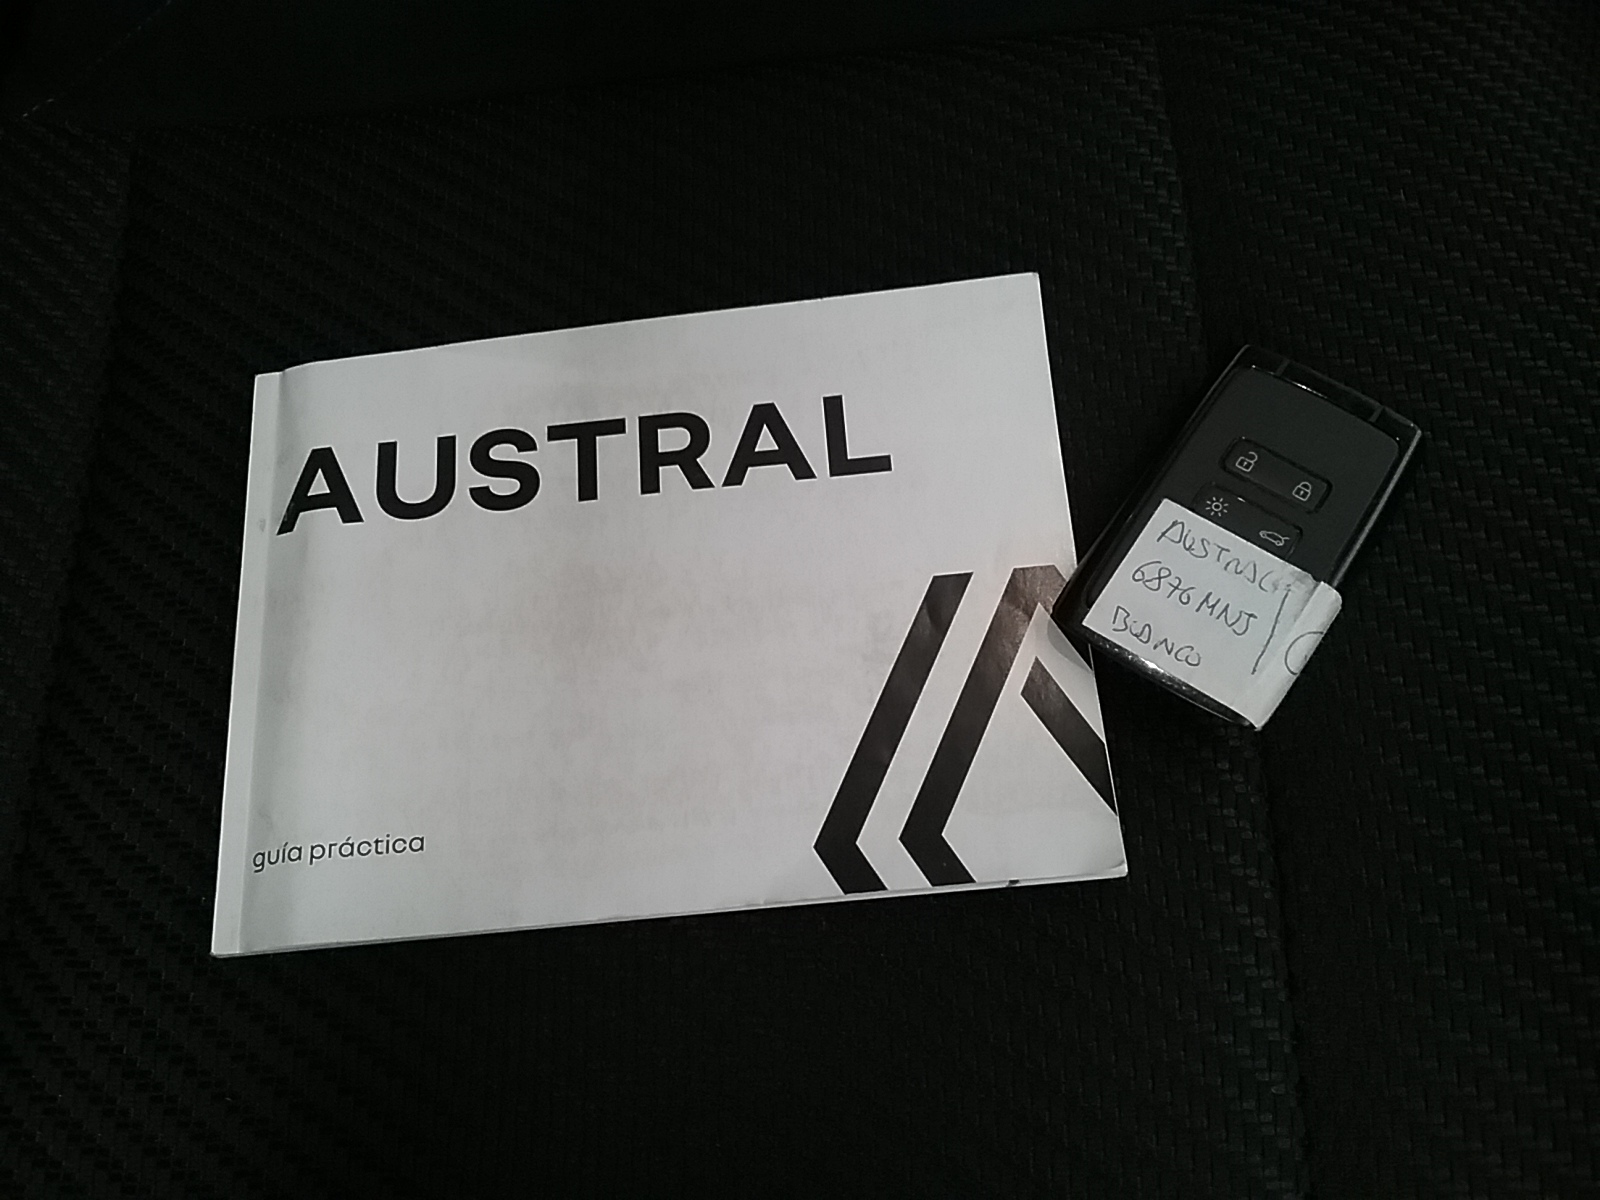 AUSTRAL
guía práctica
AUSTRAL
6876 MNJ
BLANCO